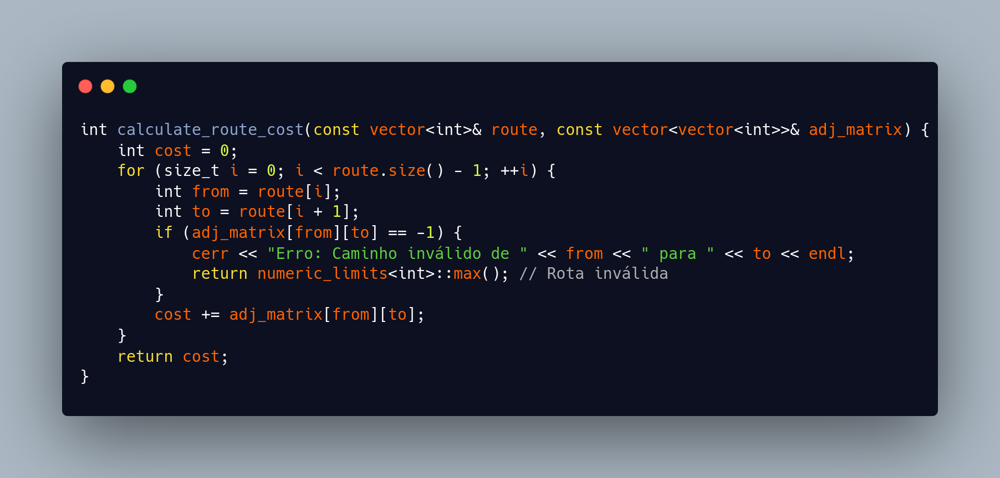 int calculate_route_cost(const vector<int>& route, const vector<vector<int>>& adj_matrix) {
    int cost = 0;
    for (size_t i = 0; i < route.size() - 1; ++i) {
        int from = route[i];
        int to = route[i + 1];
        if (adj_matrix[from][to] == -1) {
            cerr << "Erro: Caminho inválido de " << from << " para " << to << endl;
            return numeric_limits<int>::max(); // Rota inválida
        }
        cost += adj_matrix[from][to];
    }
    return cost;
}